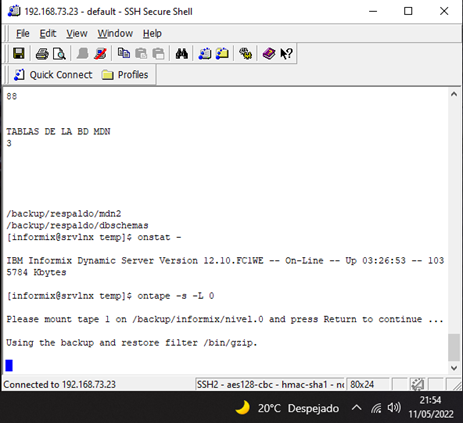 192.168.73.23 - default - SSH Secure Shell
File Edit View Window Help
Quick Connect Profiles
88
TABLAS DE LA BD MDN
3
/backup/respaldo/mdn2
/backup/respaldo/dbschemas
[informix@srvlnx temp]$ onstat -
IBM Informix Dynamic Server Version 12.10.FC1WE -- On-Line -- Up 03:26:53 -- 103
5784 Kbytes
[informix@srvlnx temp]$ ontape -s -L 0
Please mount tape 1 on /backup/informix/nivel.0 and press Return to continue ...
Using the backup and restore filter /bin/gzip.
Connected to 192.168.73.23 SSH2 - aes128-cbc - hmac-sha1 - 80x24
20°C Despejado 21:54
11/05/2022